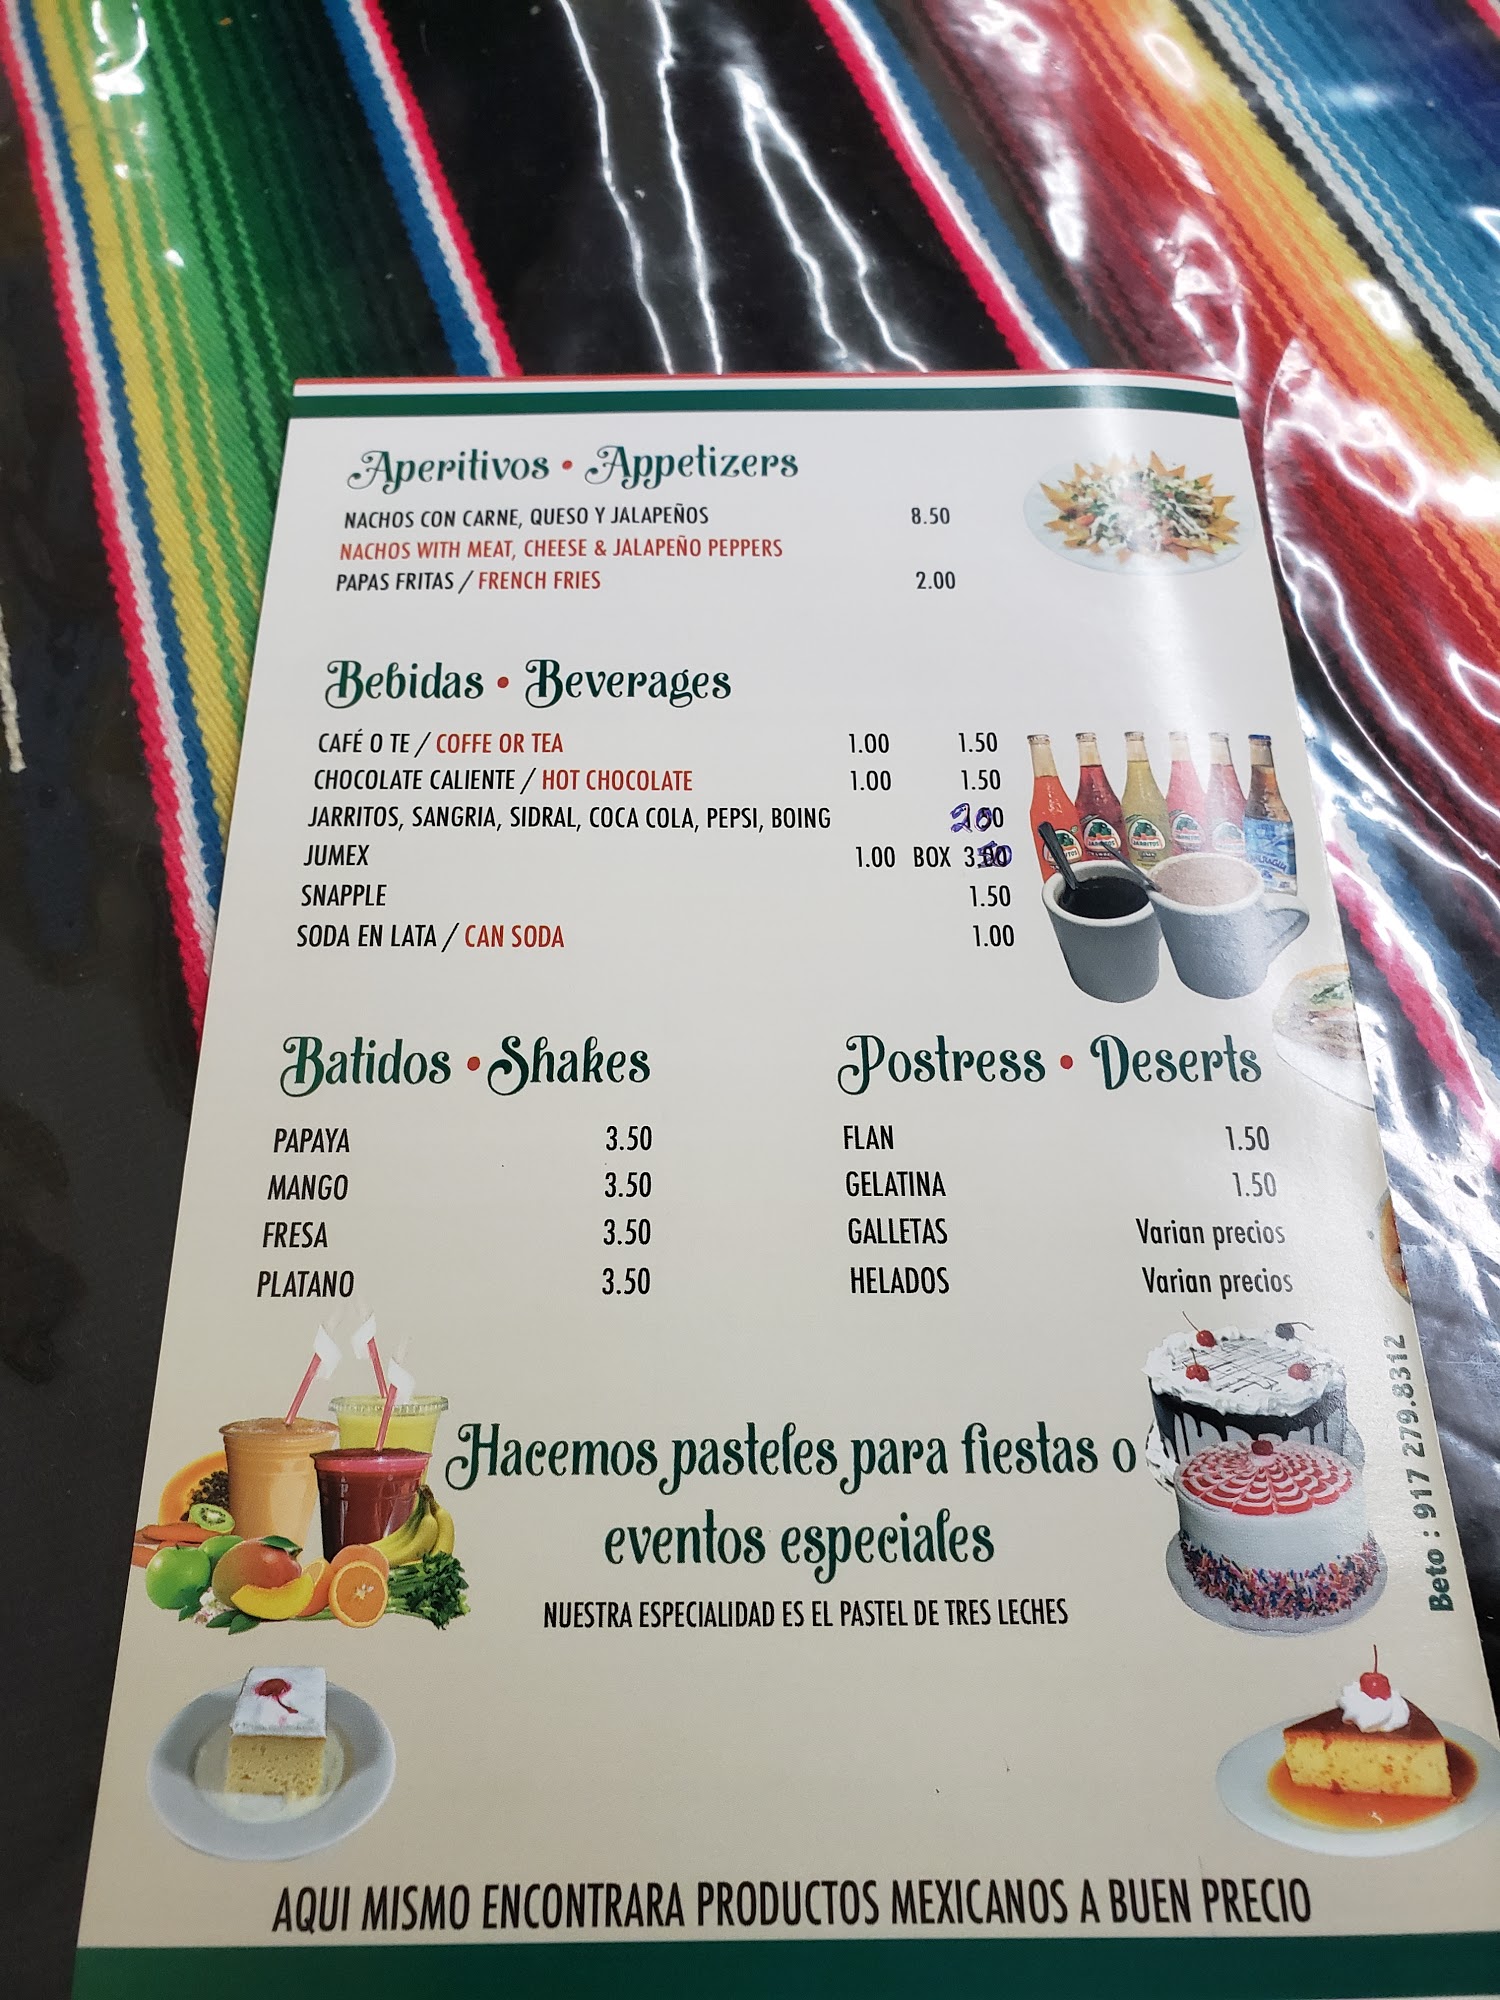 Aperitivos • Appetizers
NACHOS CON CARNE, QUESO Y JALAPEÑOS 8.50
NACHOS WITH MEAT, CHEESE & JALAPEÑO PEPPERS
PAPAS FRITAS / FRENCH FRIES 2.00
Bebidas • Beverages
CAFÉ O TE / COFFE OR TEA 1.00 1.50
CHOCOLATE CALIENTE / HOT CHOCOLATE 1.00 1.50
JARRITOS, SANGRIA, SIDRAL, COCA COLA, PEPSI, BOING
JUMEX 1.00 BOX
SNAPPLE 1.50
SODA EN LATA / CAN SODA 1.00
Batidos • Shakes
PAPAYA 3.50
MANGO 3.50
FRESA 3.50
PLATANO 3.50
Postress • Deserts
FLAN 1.50
GELATINA 1.50
GALLETAS Varian precios
HELADOS Varian precios
Hacemos pasteles para fiestas o
eventos especiales
NUESTRA ESPECIALIDAD ES EL PASTEL DE TRES LECHES
Beto : 917 279.8312
AQUI MISMO ENCONTRARA PRODUCTOS MEXICANOS A BUEN PRECIO